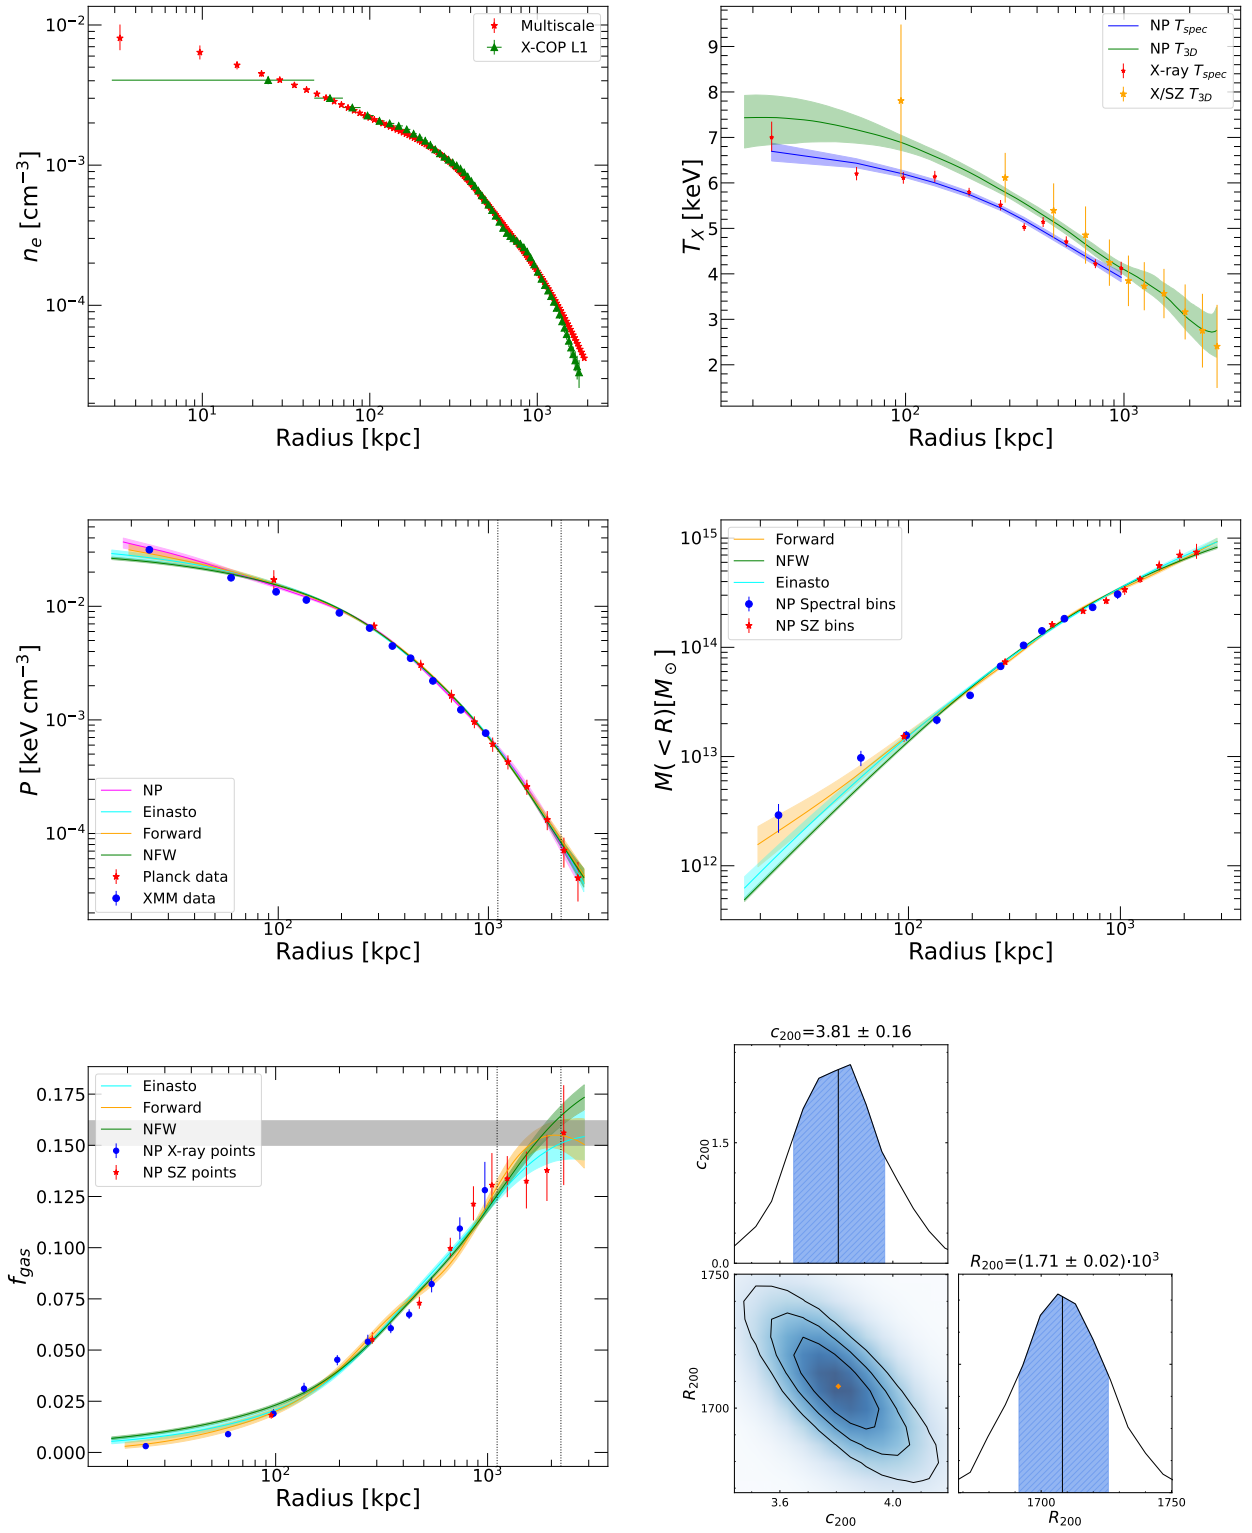 10⁻²
10⁻³
10⁻⁴
nₑ [cm⁻³]
Multiscale
X-COP L1
10¹
10²
10³
Radius [kpc]
9
8
7
6
5
4
3
2
T_X [keV]
NP T_spec
NP T_3D
X-ray T_spec
X/SZ T_3D
10²
10³
Radius [kpc]
10⁻²
10⁻³
10⁻⁴
P [keV cm⁻³]
NP
Einasto
Forward
NFW
Planck data
XMM data
10²
10³
Radius [kpc]
10¹⁵
10¹⁴
10¹³
10¹²
M(< R)[M_⊙]
Forward
NFW
Einasto
NP Spectral bins
NP SZ bins
10²
10³
Radius [kpc]
0.175
0.150
0.125
0.100
0.075
0.050
0.025
0.000
f_gas
Einasto
Forward
NFW
NP X-ray points
NP SZ points
10²
10³
Radius [kpc]
c₂₀₀=3.81 ± 0.16
c₂₀₀
1.5
0.0
R₂₀₀=(1.71 ± 0.02)·10³
1750
1700
R₂₀₀
3.6
4.0
c₂₀₀
1700
1750
R₂₀₀